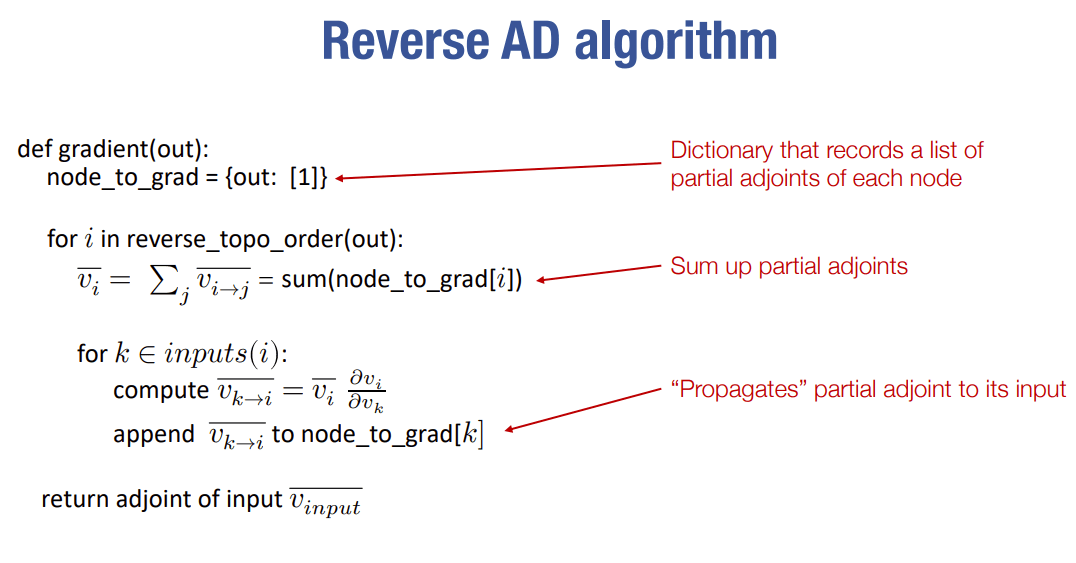 Reverse AD algorithm
def gradient(out):
node_to_grad = {out: [1]}
Dictionary that records a list of
partial adjoints of each node
for $i$ in reverse_topo_order(out):
$\overline{v_i} = \sum_j \overline{v_{i \to j}}$ = sum(node_to_grad[$i$])
Sum up partial adjoints
for $k \in inputs(i)$:
compute $\overline{v_{k \to i}} = \overline{v_i} \frac{\partial v_i}{\partial v_k}$
“Propagates” partial adjoint to its input
append $\overline{v_{k \to i}}$ to node_to_grad[$k$]
return adjoint of input $\overline{v_{input}}$